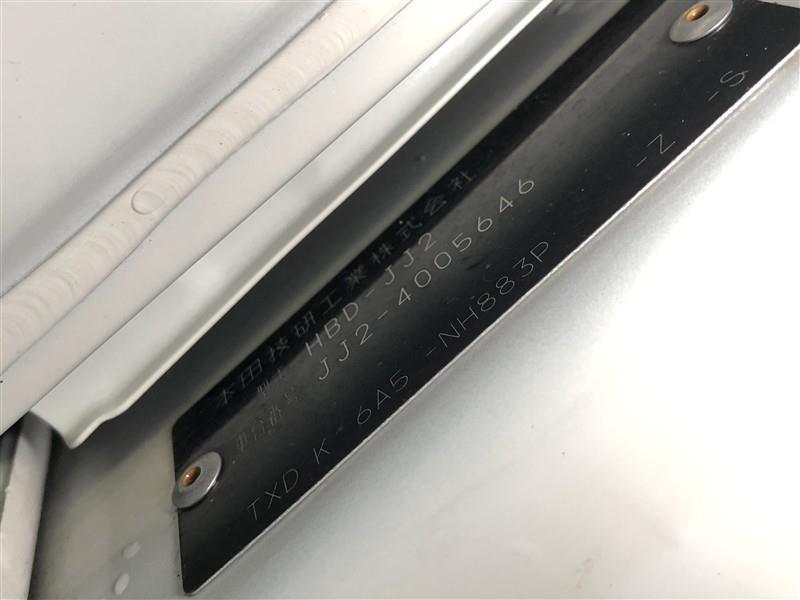 本田技研工業株式会社
型式 HBD-JJ2
車台番号 JJ2-4005646
TXD K 6A5 -NH883P -Z -S